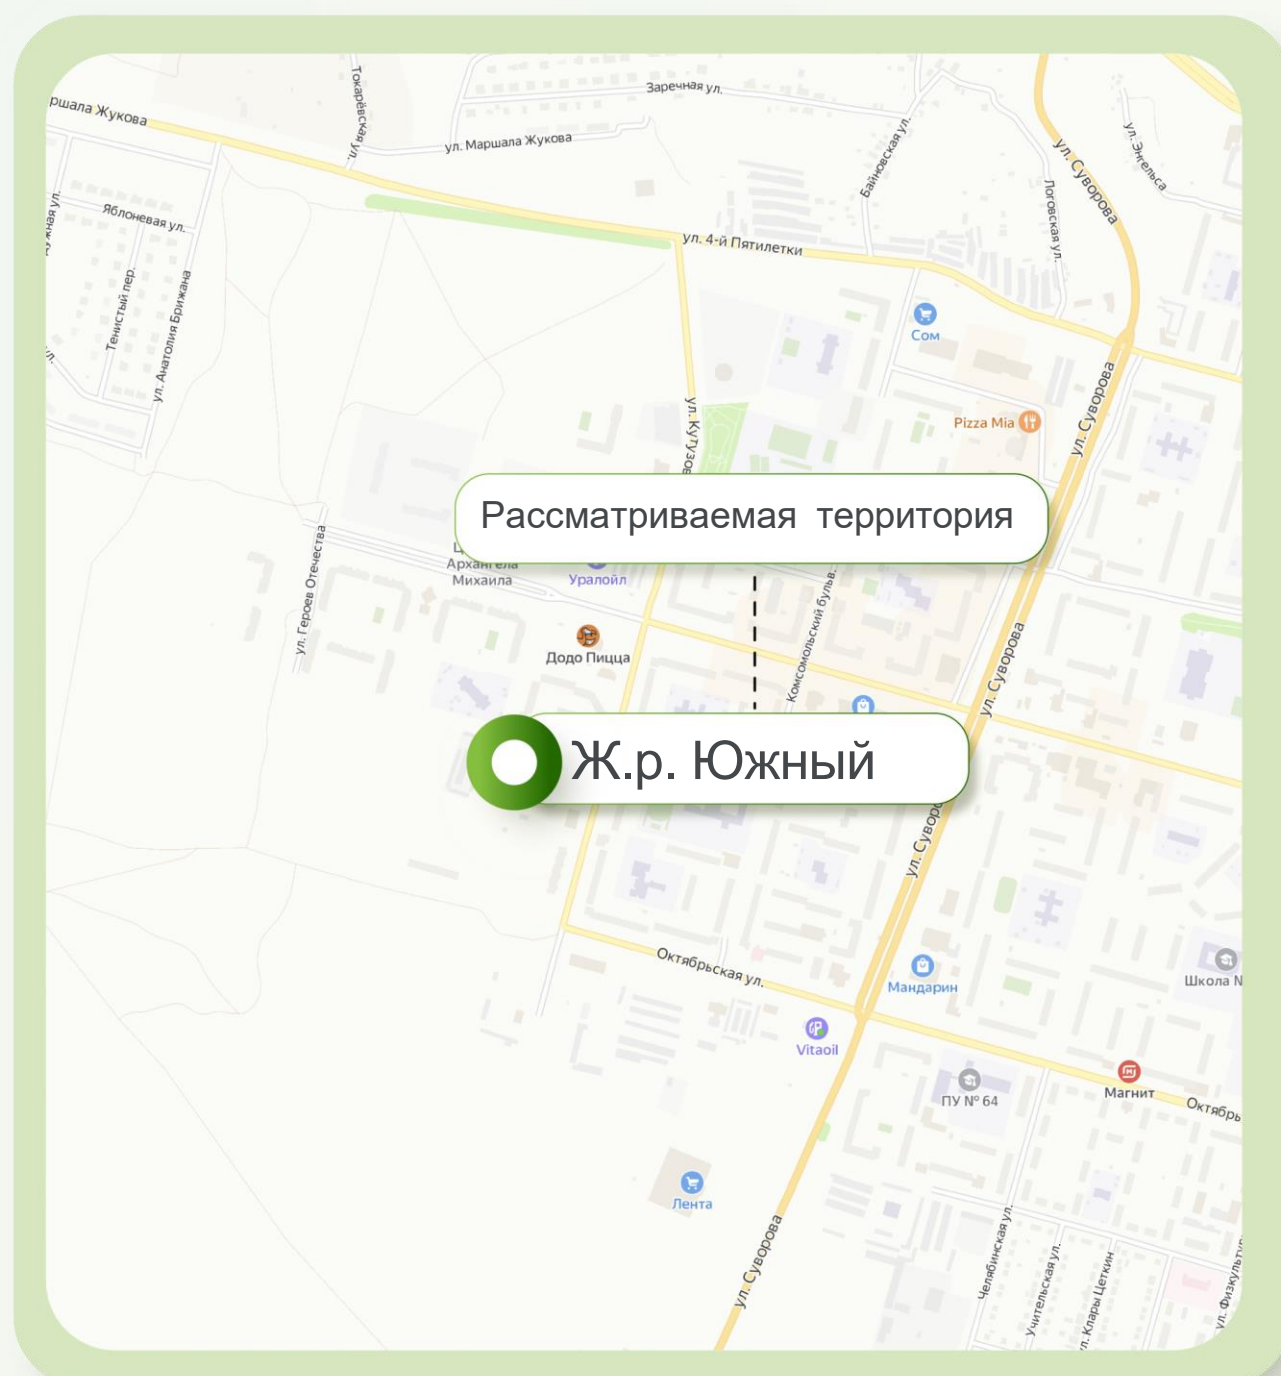 Заречная ул.
Токарёвская ул.
ршала Жукова
ул. Маршала Жукова
Байновская ул.
ул. Энгельса
ул. Суворова
Логовская ул.
Яблоневая ул.
ул. 4-й Пятилетки
Тенистый пер.
ул. Анатолия Брижана
Сом
Pizza Mia
ул. Суворова
ул. Кутузов
Рассматриваемая территория
ул. Героев Отечества
Архангела
Михаила
Уралойл
Комсомольский бульв.
Додо Пицца
ул. Суворова
Ж.р. Южный
ул. Суворо
Октябрьская ул.
Мандарин
Школа N
Vitaoil
ПУ № 64
Магнит
Октябрь
Лента
ул. Суворова
Челябинская ул.
Учительская ул.
ул. Клары Цеткин
ул. Физкультур